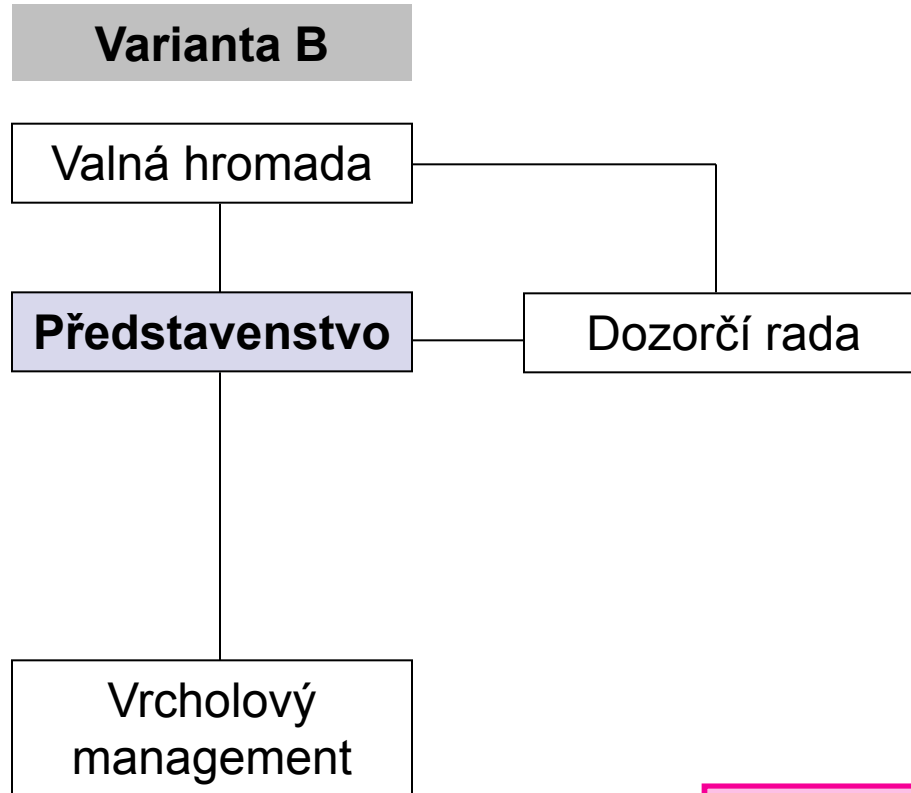 Varianta B
Valná hromada
Představenstvo
Dozorčí rada
Vrcholový
management